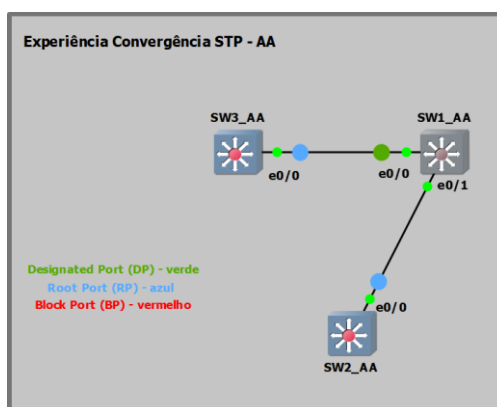 Experiência Convergência STP - AA
SW3_AA
SW1_AA
e0/0
e0/0
e0/1
Designated Port (DP) - verde
Root Port (RP) - azul
Block Port (BP) - vermelho
e0/0
SW2_AA